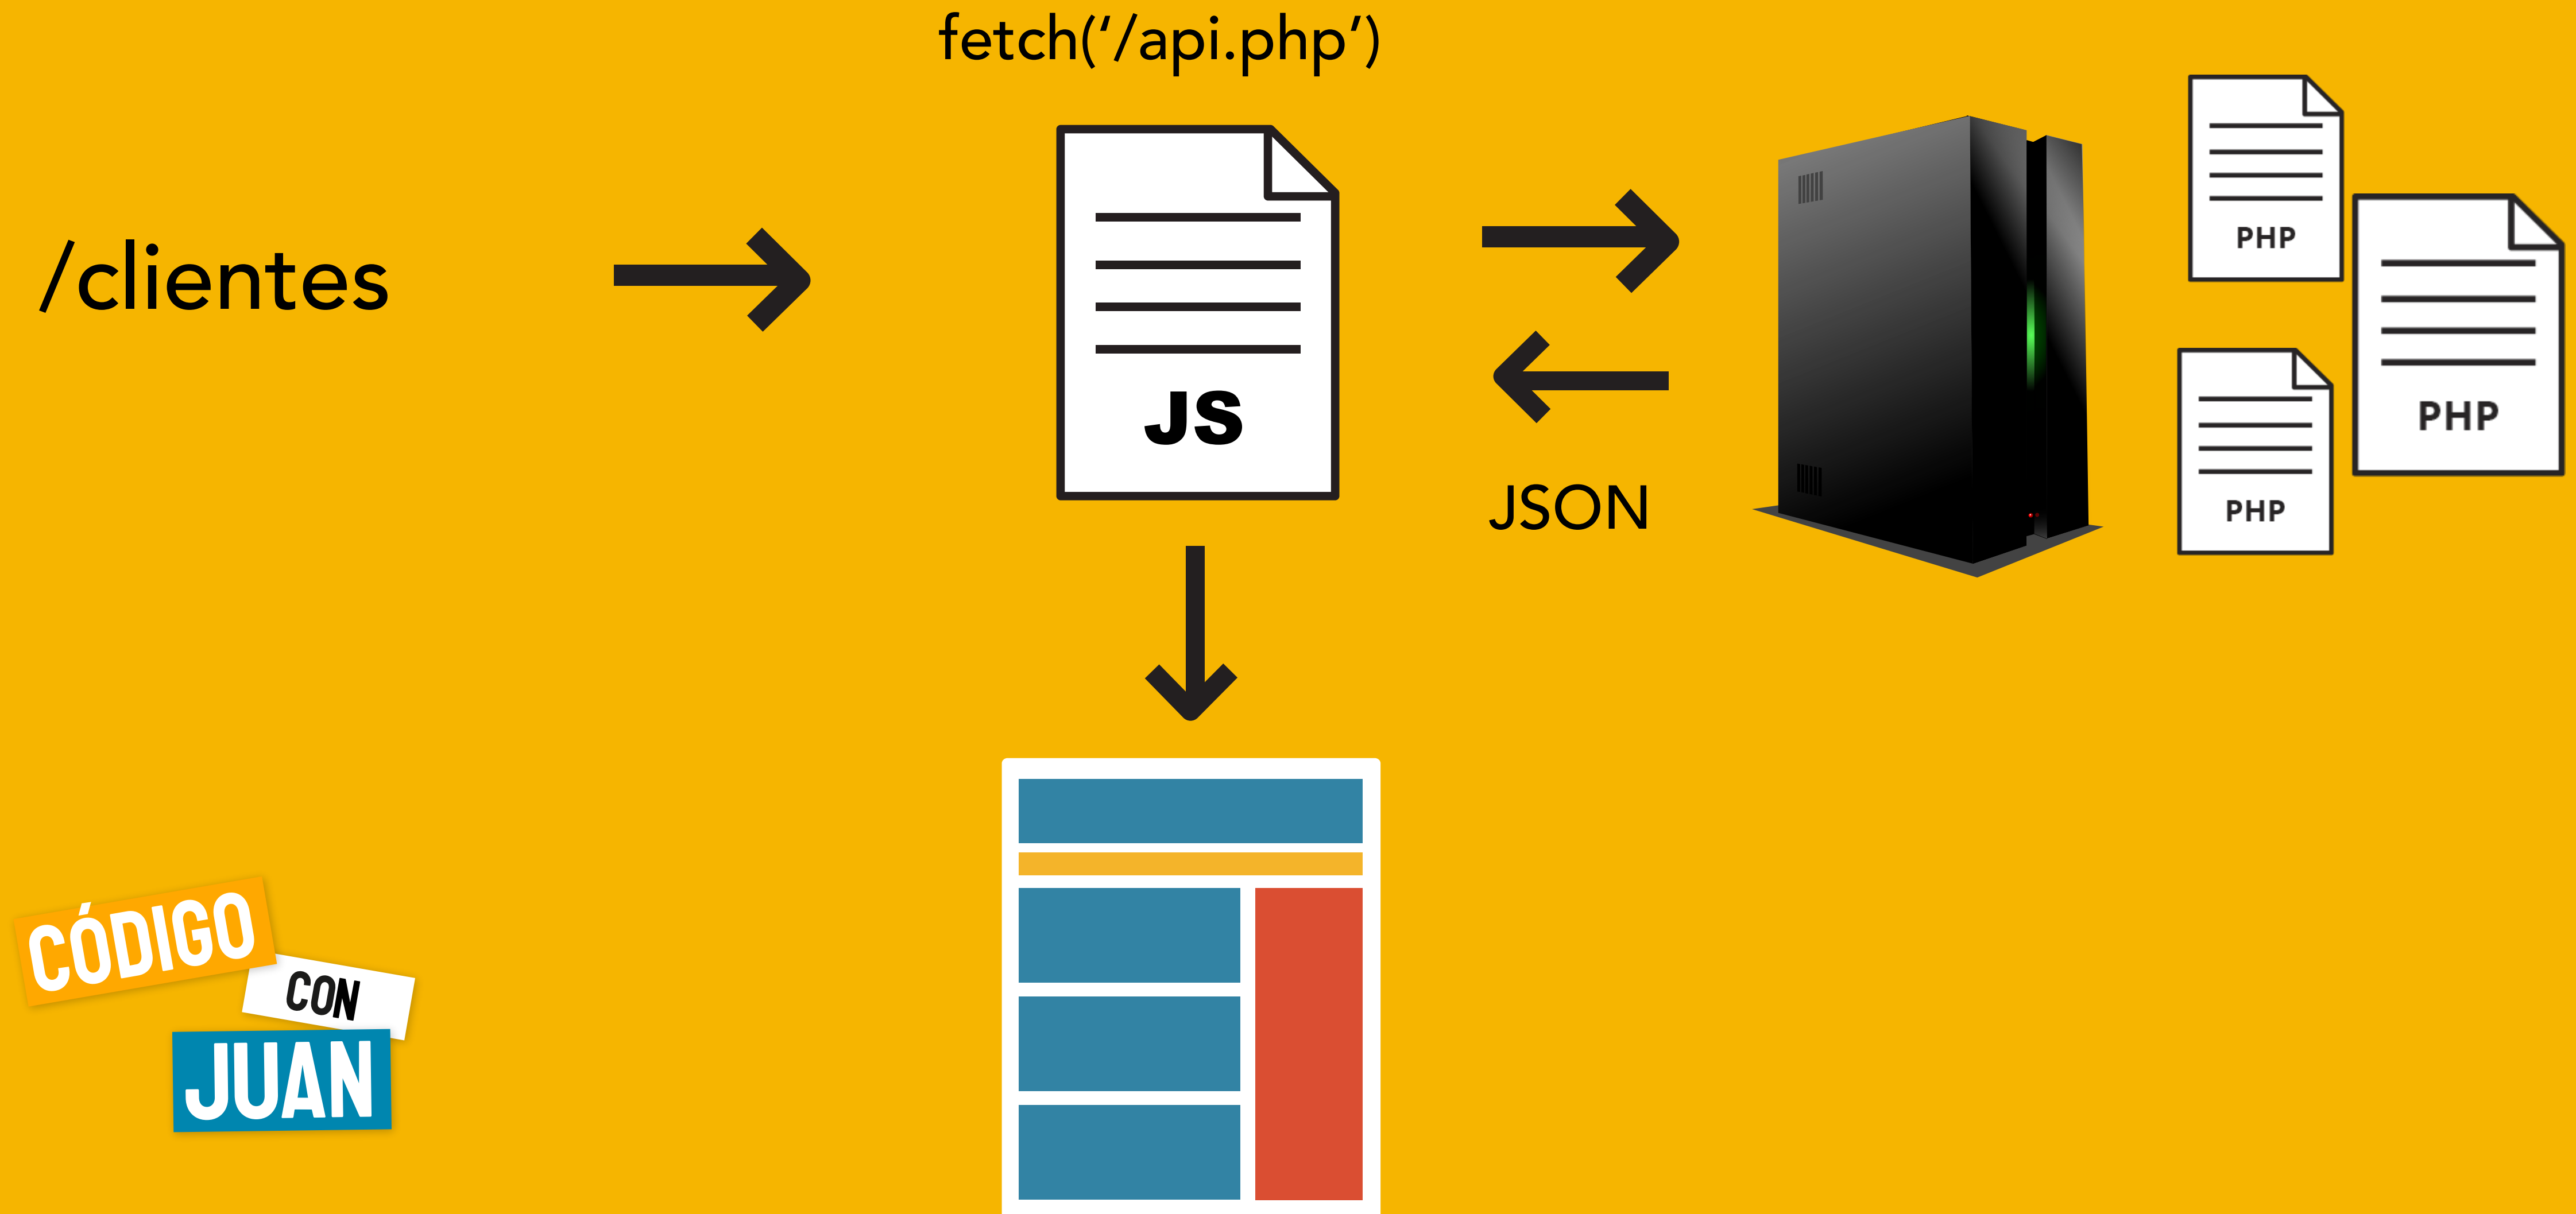 fetch(‘/api.php‘)
/clientes
JS
JSON
PHP
PHP
PHP
CÓDIGO
CON
JUAN